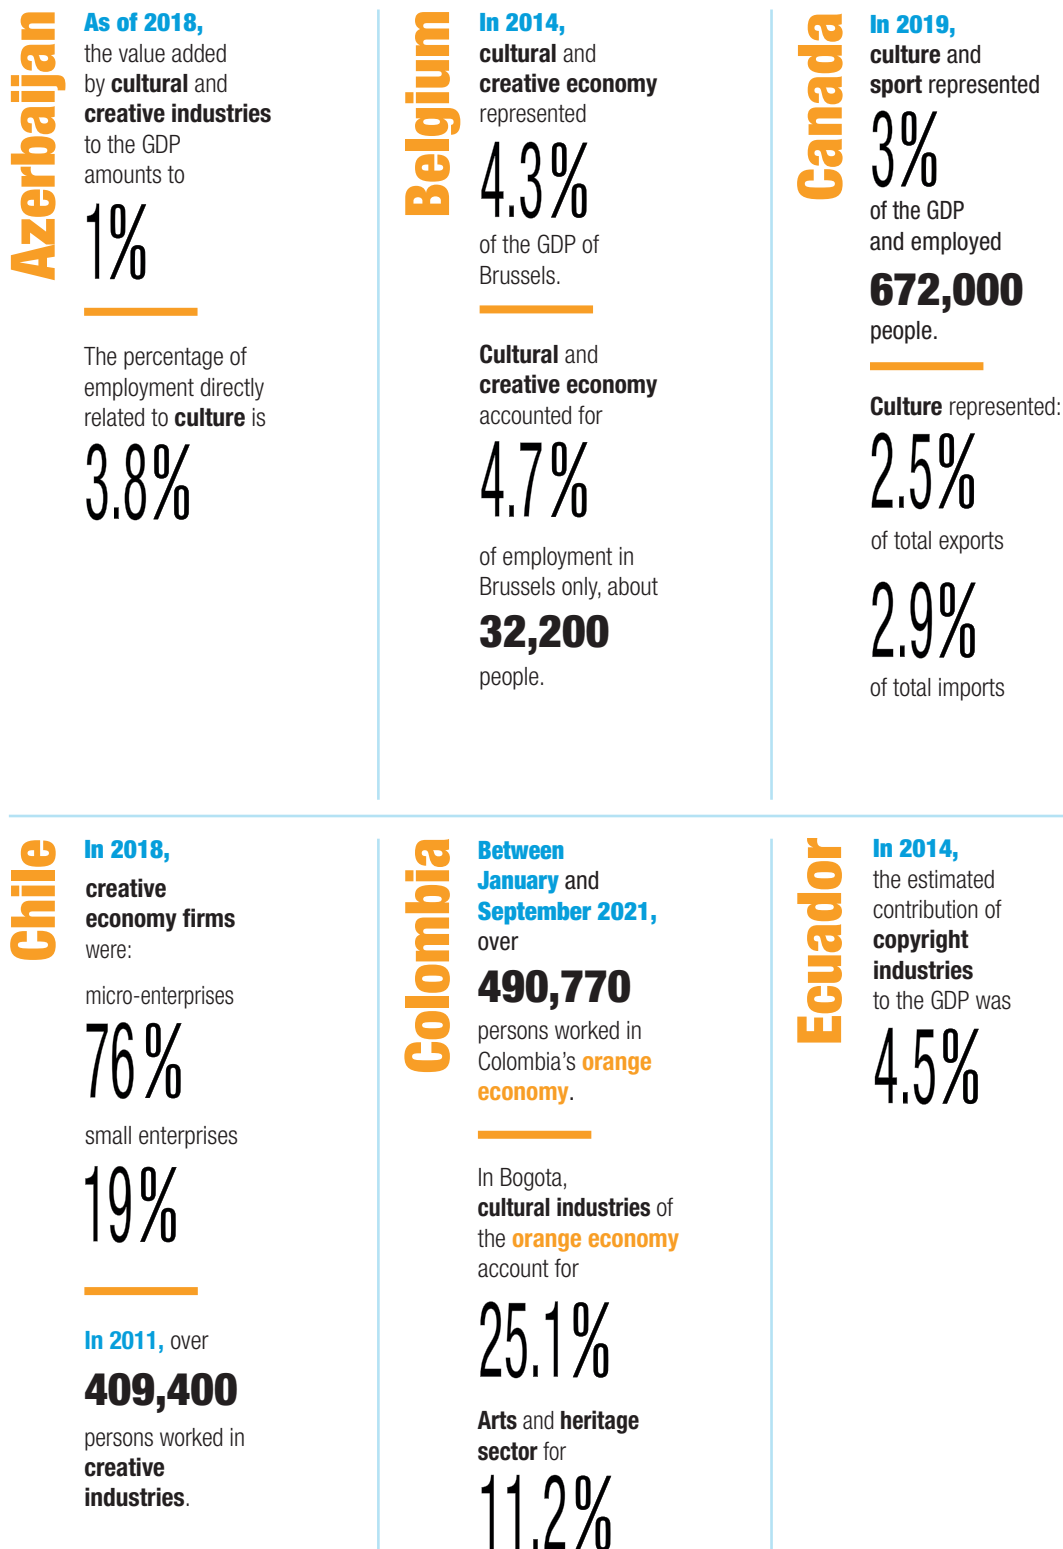 Azerbaijan
As of 2018,
the value added
by cultural and
creative industries
to the GDP
amounts to
1%
The percentage of
employment directly
related to culture is
3.8%
Belgium
In 2014,
cultural and
creative economy
represented
4.3%
of the GDP of
Brussels.
Cultural and
creative economy
accounted for
4.7%
of employment in
Brussels only, about
32,200
people.
Canada
In 2019,
culture and
sport represented
3%
of the GDP
and employed
672,000
people.
Culture represented:
2.5%
of total exports
2.9%
of total imports
Chile
In 2018,
creative
economy firms
were:
micro-enterprises
76%
small enterprises
19%
In 2011, over
409,400
persons worked in
creative
industries.
Colombia
Between
January and
September 2021,
over
490,770
persons worked in
Colombia's orange
economy.
In Bogota,
cultural industries of
the orange economy
account for
25.1%
Arts and heritage
sector for
11.2%
Ecuador
In 2014,
the estimated
contribution of
copyright
industries
to the GDP was
4.5%